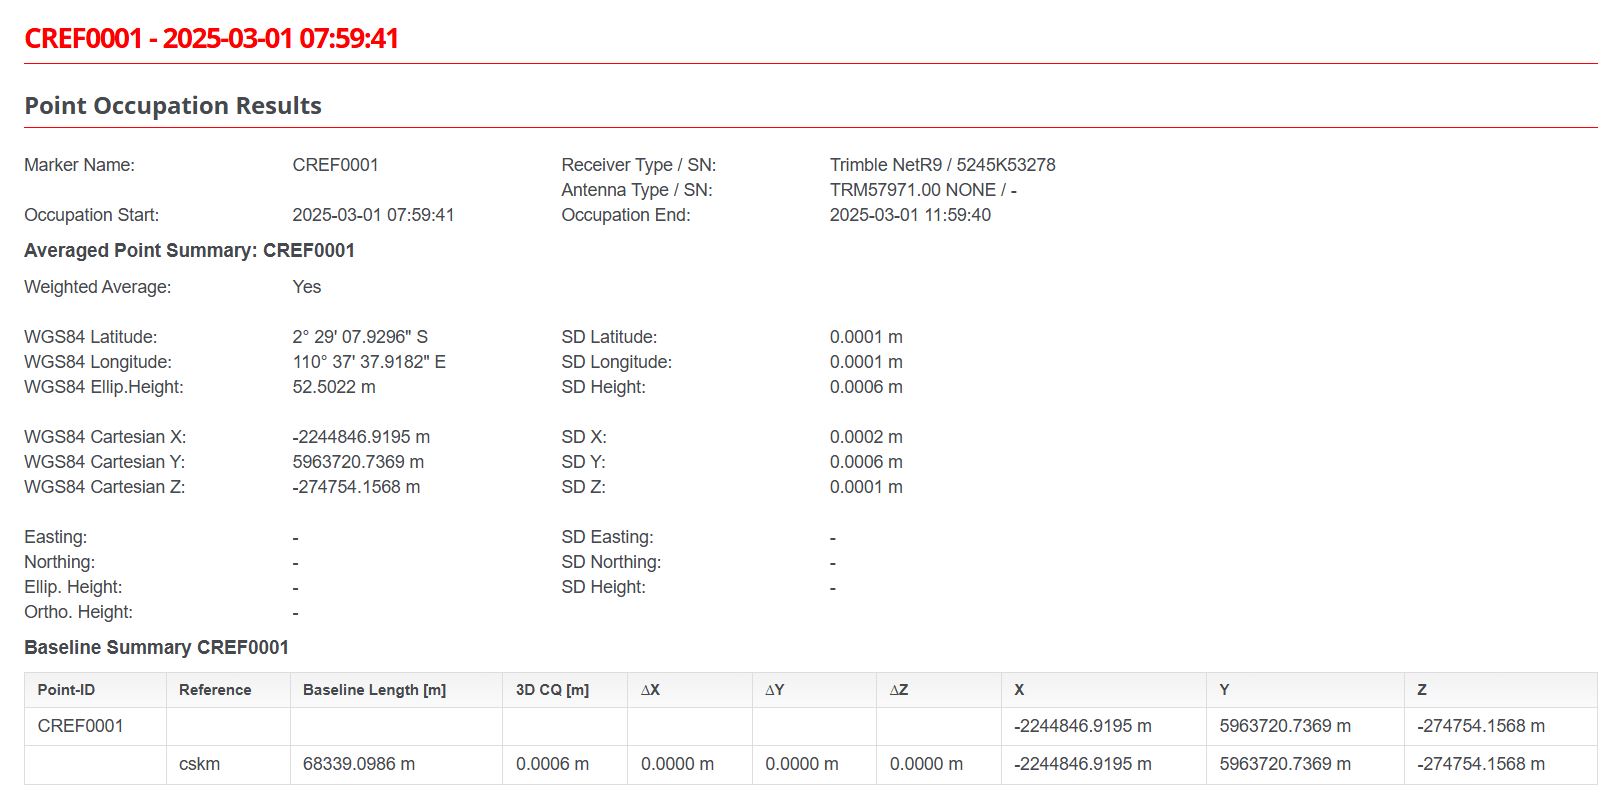 CREF0001 - 2025-03-01 07:59:41
Point Occupation Results
Marker Name: CREF0001 Receiver Type / SN: Trimble NetR9 / 5245K53278
Antenna Type / SN: TRM57971.00 NONE / -
Occupation Start: 2025-03-01 07:59:41 Occupation End: 2025-03-01 11:59:40
Averaged Point Summary: CREF0001
Weighted Average: Yes
WGS84 Latitude: 2° 29' 07.9296" S SD Latitude: 0.0001 m
WGS84 Longitude: 110° 37' 37.9182" E SD Longitude: 0.0001 m
WGS84 Ellip.Height: 52.5022 m SD Height: 0.0006 m
WGS84 Cartesian X: -2244846.9195 m SD X: 0.0002 m
WGS84 Cartesian Y: 5963720.7369 m SD Y: 0.0006 m
WGS84 Cartesian Z: -274754.1568 m SD Z: 0.0001 m
Easting: - SD Easting: -
Northing: - SD Northing: -
Ellip. Height: - SD Height: -
Ortho. Height: -
Baseline Summary CREF0001
Point-ID Reference Baseline Length [m] 3D CQ [m] ΔX ΔY ΔZ X Y Z
CREF0001 -2244846.9195 m 5963720.7369 m -274754.1568 m
cskm 68339.0986 m 0.0006 m 0.0000 m 0.0000 m 0.0000 m -2244846.9195 m 5963720.7369 m -274754.1568 m